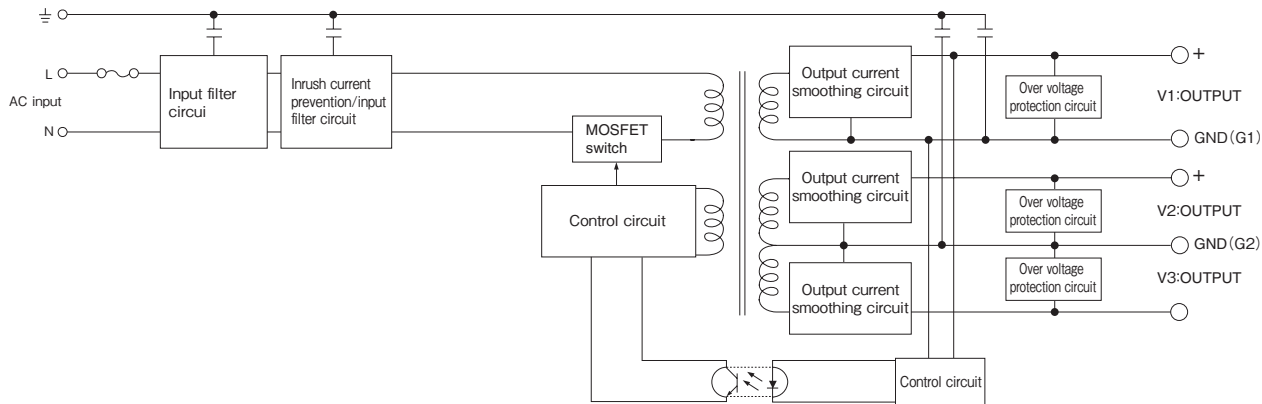 L
AC input
N
Input filter
circui
Inrush current
prevention/input
filter circuit
MOSFET
switch
Control circuit
Output current
smoothing circuit
Over voltage
protection circuit
+
V1:OUTPUT
GND(G1)
Output current
smoothing circuit
Over voltage
protection circuit
+
V2:OUTPUT
GND(G2)
Output current
smoothing circuit
Over voltage
protection circuit
V3:OUTPUT
Control circuit